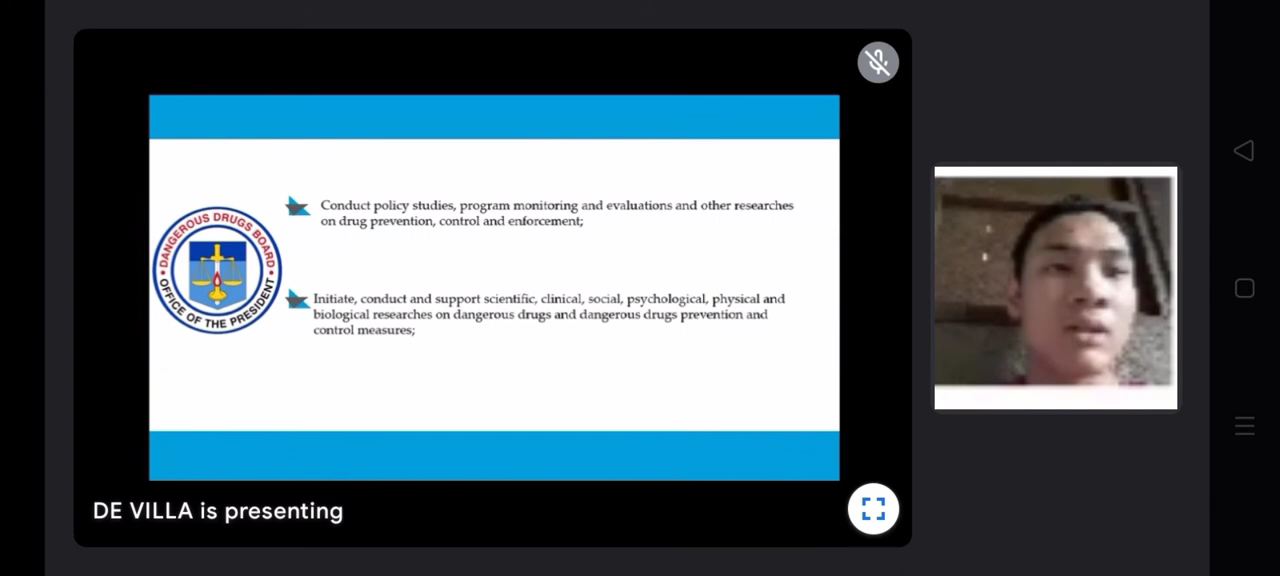 Conduct policy studies, program monitoring and evaluations and other researches
on drug prevention, control and enforcement;
DANGEROUS DRUGS BOARD
OFFICE OF THE PRESIDENT
Initiate, conduct and support scientific, clinical, social, psychological, physical and
biological researches on dangerous drugs and dangerous drugs prevention and
control measures;
DE VILLA is presenting